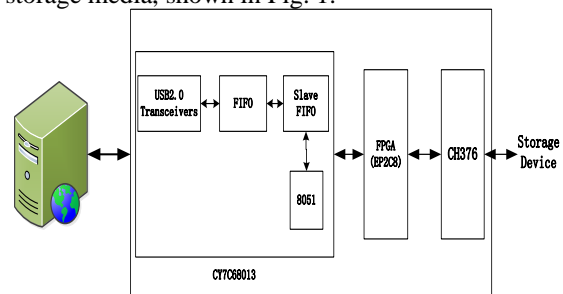 storage media, shown in Fig. 1.
USB2.0
Transceivers
FIFO
Slave
FIFO
8051
CY7C68013
FPGA
(EP2C8)
CH376
Storage
Device